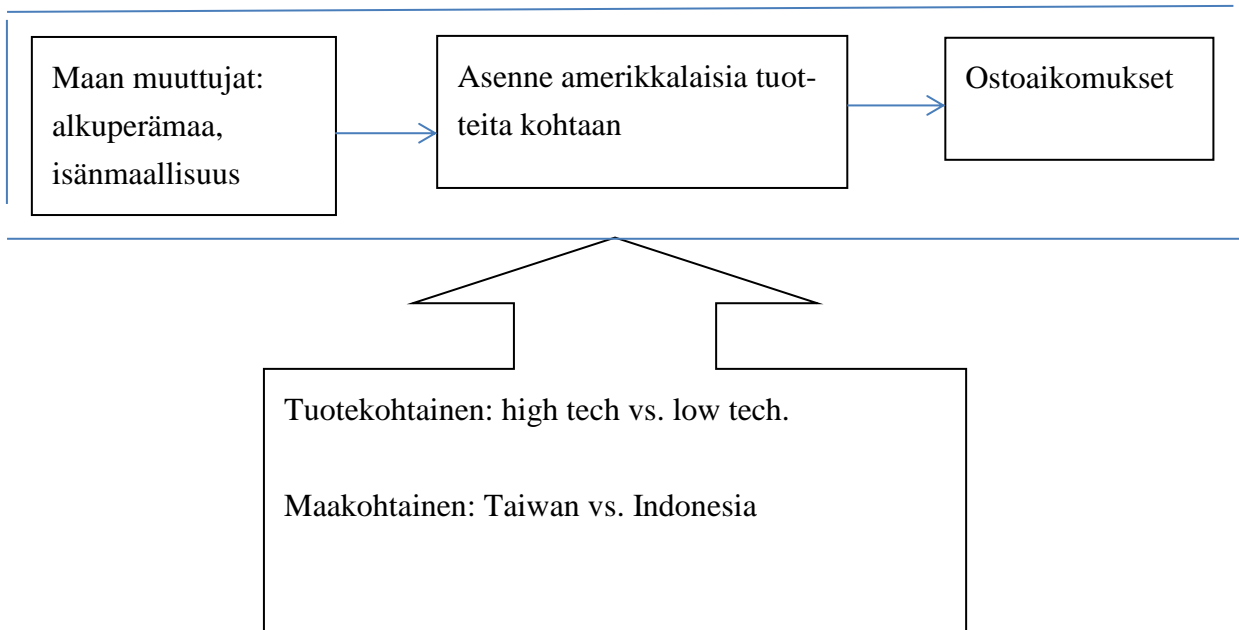 Maan muuttujat:
alkuperämaa,
isänmaallisuus
Asenne amerikkalaisia tuot-
teita kohtaan
Ostoaikomukset
Tuotekohtainen: high tech vs. low tech.
Maakohtainen: Taiwan vs. Indonesia